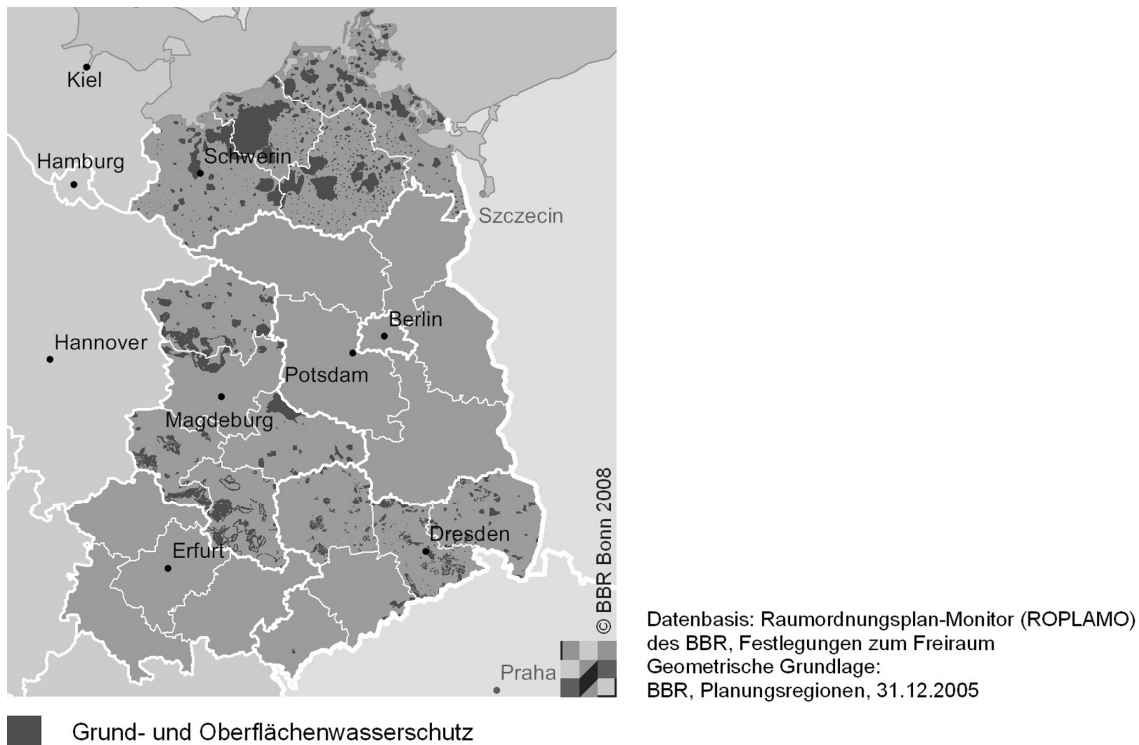 Kiel
Hamburg
Schwerin
Szczecin
Hannover
Berlin
Potsdam
Magdeburg
Erfurt
Dresden
Praha
© BBR Bonn 2008
Datenbasis: Raumordnungsplan-Monitor (ROPLAMO)
des BBR, Festlegungen zum Freiraum
Geometrische Grundlage:
BBR, Planungsregionen, 31.12.2005
Grund- und Oberflächenwasserschutz